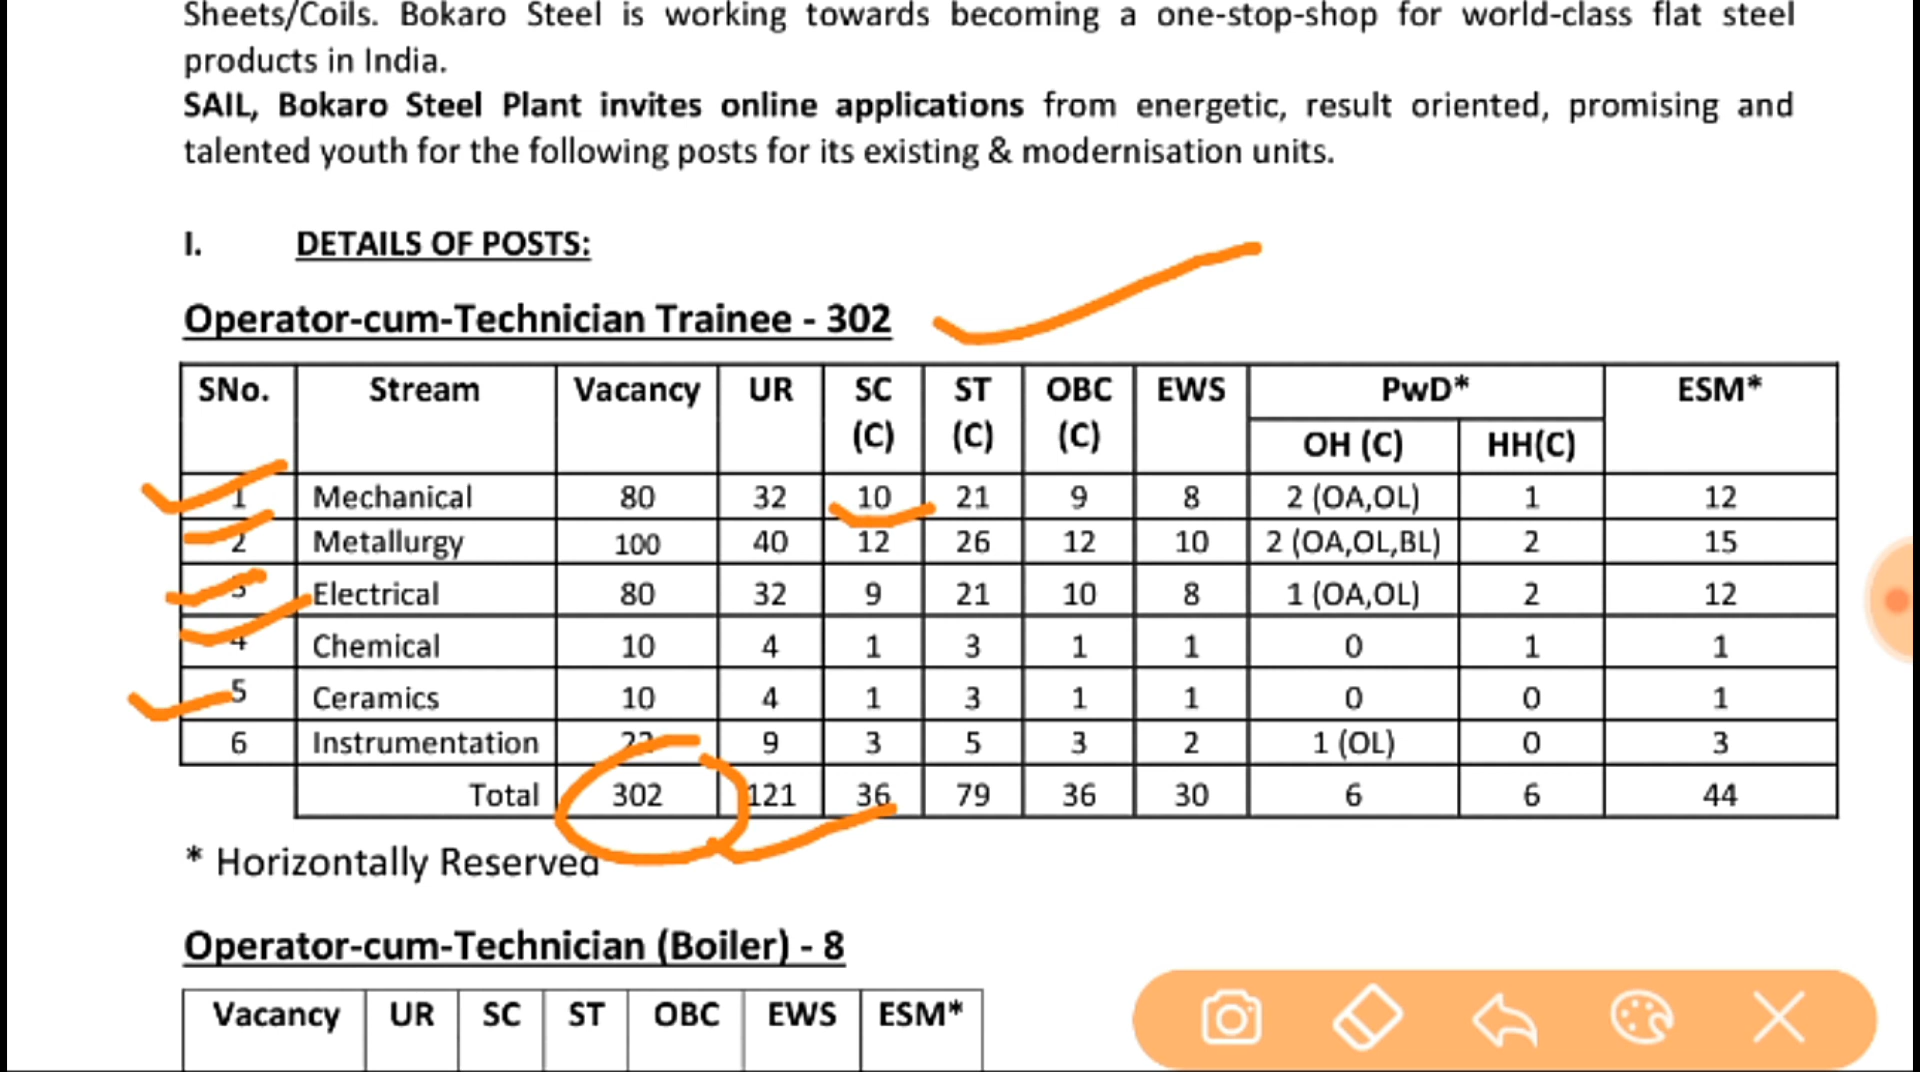 Sheets/Coils. Bokaro Steel is working towards becoming a one-stop-shop for world-class flat steel
products in India.
SAIL, Bokaro Steel Plant invites online applications from energetic, result oriented, promising and
talented youth for the following posts for its existing & modernisation units.
I. DETAILS OF POSTS:
Operator-cum-Technician Trainee - 302
SNo. Stream Vacancy UR SC (C) ST (C) OBC (C) EWS PwD* ESM*
OH (C) HH(C)
1 Mechanical 80 32 10 21 9 8 2 (OA,OL) 1 12
2 Metallurgy 100 40 12 26 12 10 2 (OA,OL,BL) 2 15
3 Electrical 80 32 9 21 10 8 1 (OA,OL) 2 12
4 Chemical 10 4 1 3 1 1 0 1 1
5 Ceramics 10 4 1 3 1 1 0 0 1
6 Instrumentation 22 9 3 5 3 2 1 (OL) 0 3
Total 302 121 36 79 36 30 6 6 44
* Horizontally Reserved
Operator-cum-Technician (Boiler) - 8
Vacancy UR SC ST OBC EWS ESM*